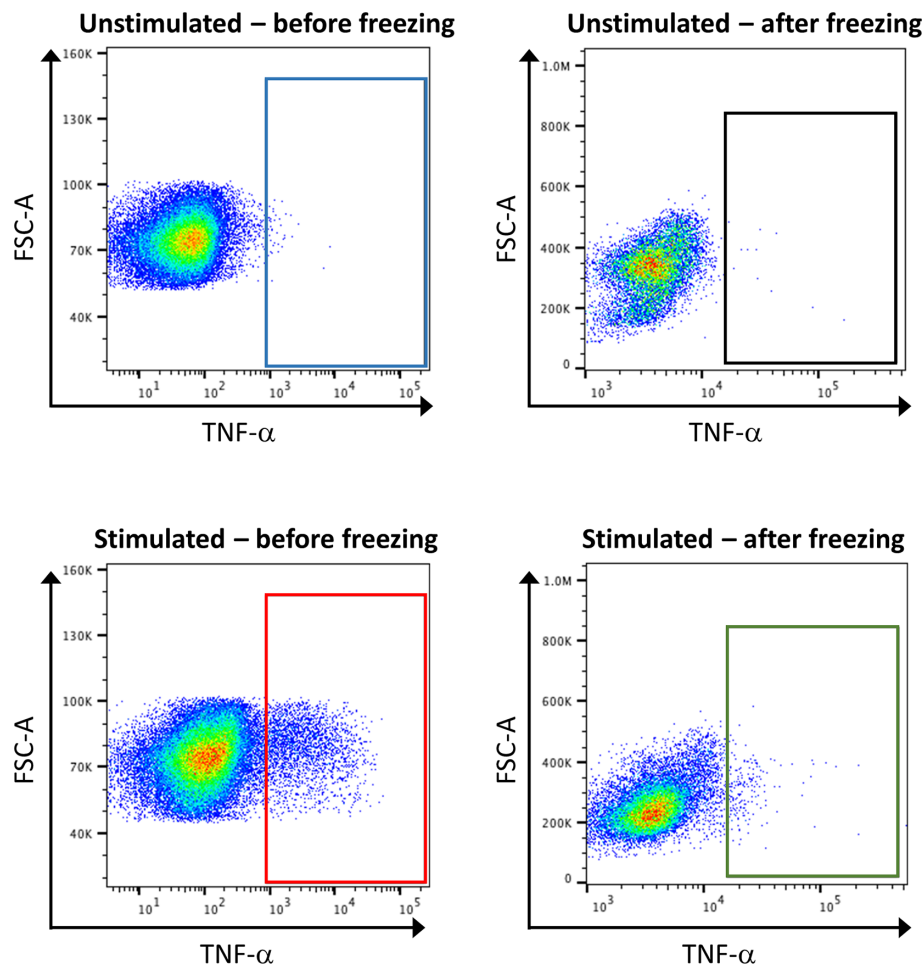 Unstimulated – before freezing
160K
130K
100K
70K
40K
FSC-A
10¹ 10² 10³ 10⁴ 10⁵
TNF-α
Unstimulated – after freezing
1.0M
800K
600K
400K
200K
0
FSC-A
10³ 10⁴ 10⁵
TNF-α
Stimulated – before freezing
160K
130K
100K
70K
40K
FSC-A
10¹ 10² 10³ 10⁴ 10⁵
TNF-α
Stimulated – after freezing
1.0M
800K
600K
400K
200K
0
FSC-A
10³ 10⁴ 10⁵
TNF-α